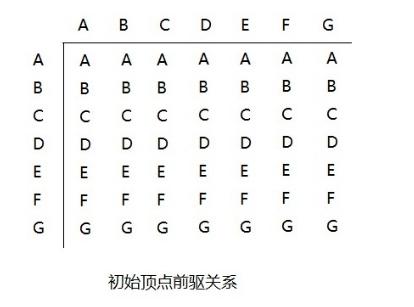 A B C D E F G
A A A A A A A A
B B B B B B B B
C C C C C C C C
D D D D D D D D
E E E E E E E E
F F F F F F F F
G G G G G G G G
初始顶点前驱关系